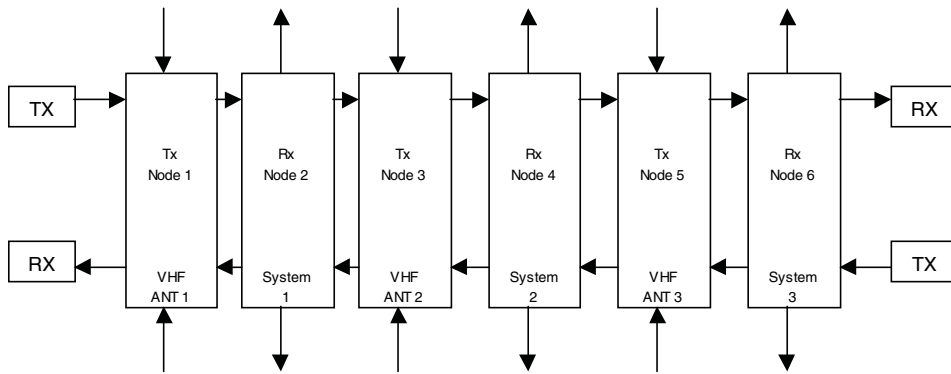 TX
Tx
Node 1
VHF
ANT 1
Rx
Node 2
System
1
Tx
Node 3
VHF
ANT 2
Rx
Node 4
System
2
Tx
Node 5
VHF
ANT 3
Rx
Node 6
System
3
RX
RX
TX